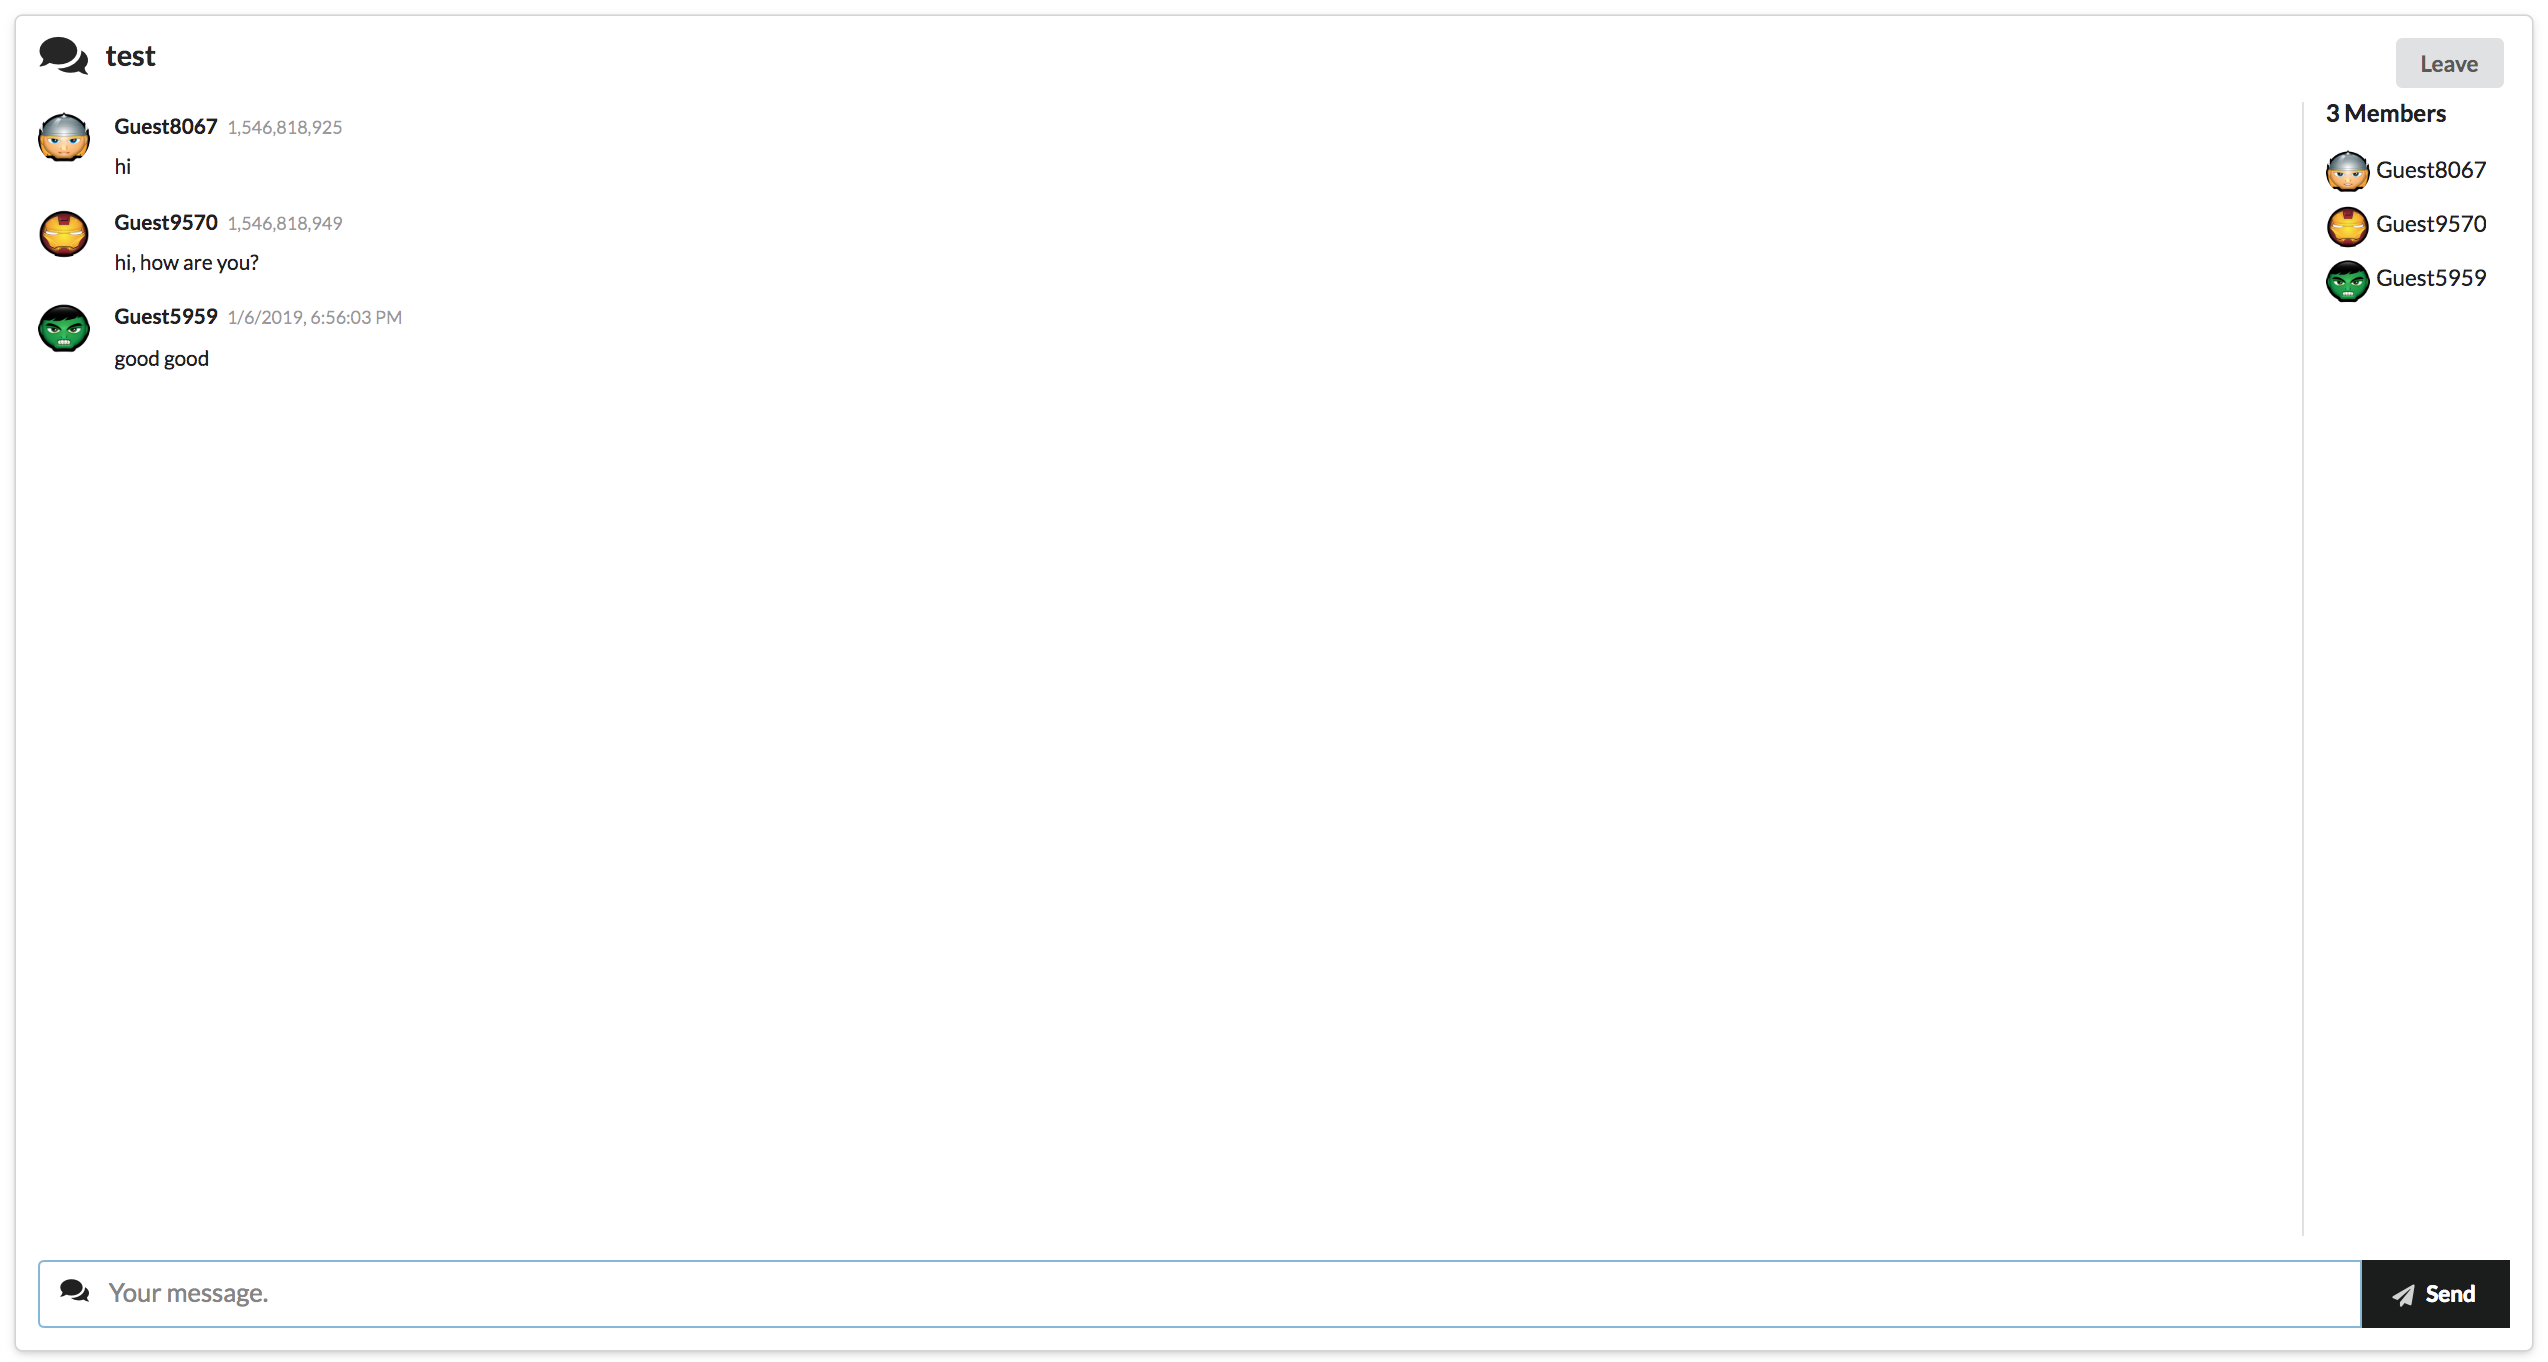 test
Leave
Guest8067 1,546,818,925
hi
Guest9570 1,546,818,949
hi, how are you?
Guest5959 1/6/2019, 6:56:03 PM
good good
3 Members
Guest8067
Guest9570
Guest5959
Your message.
Send